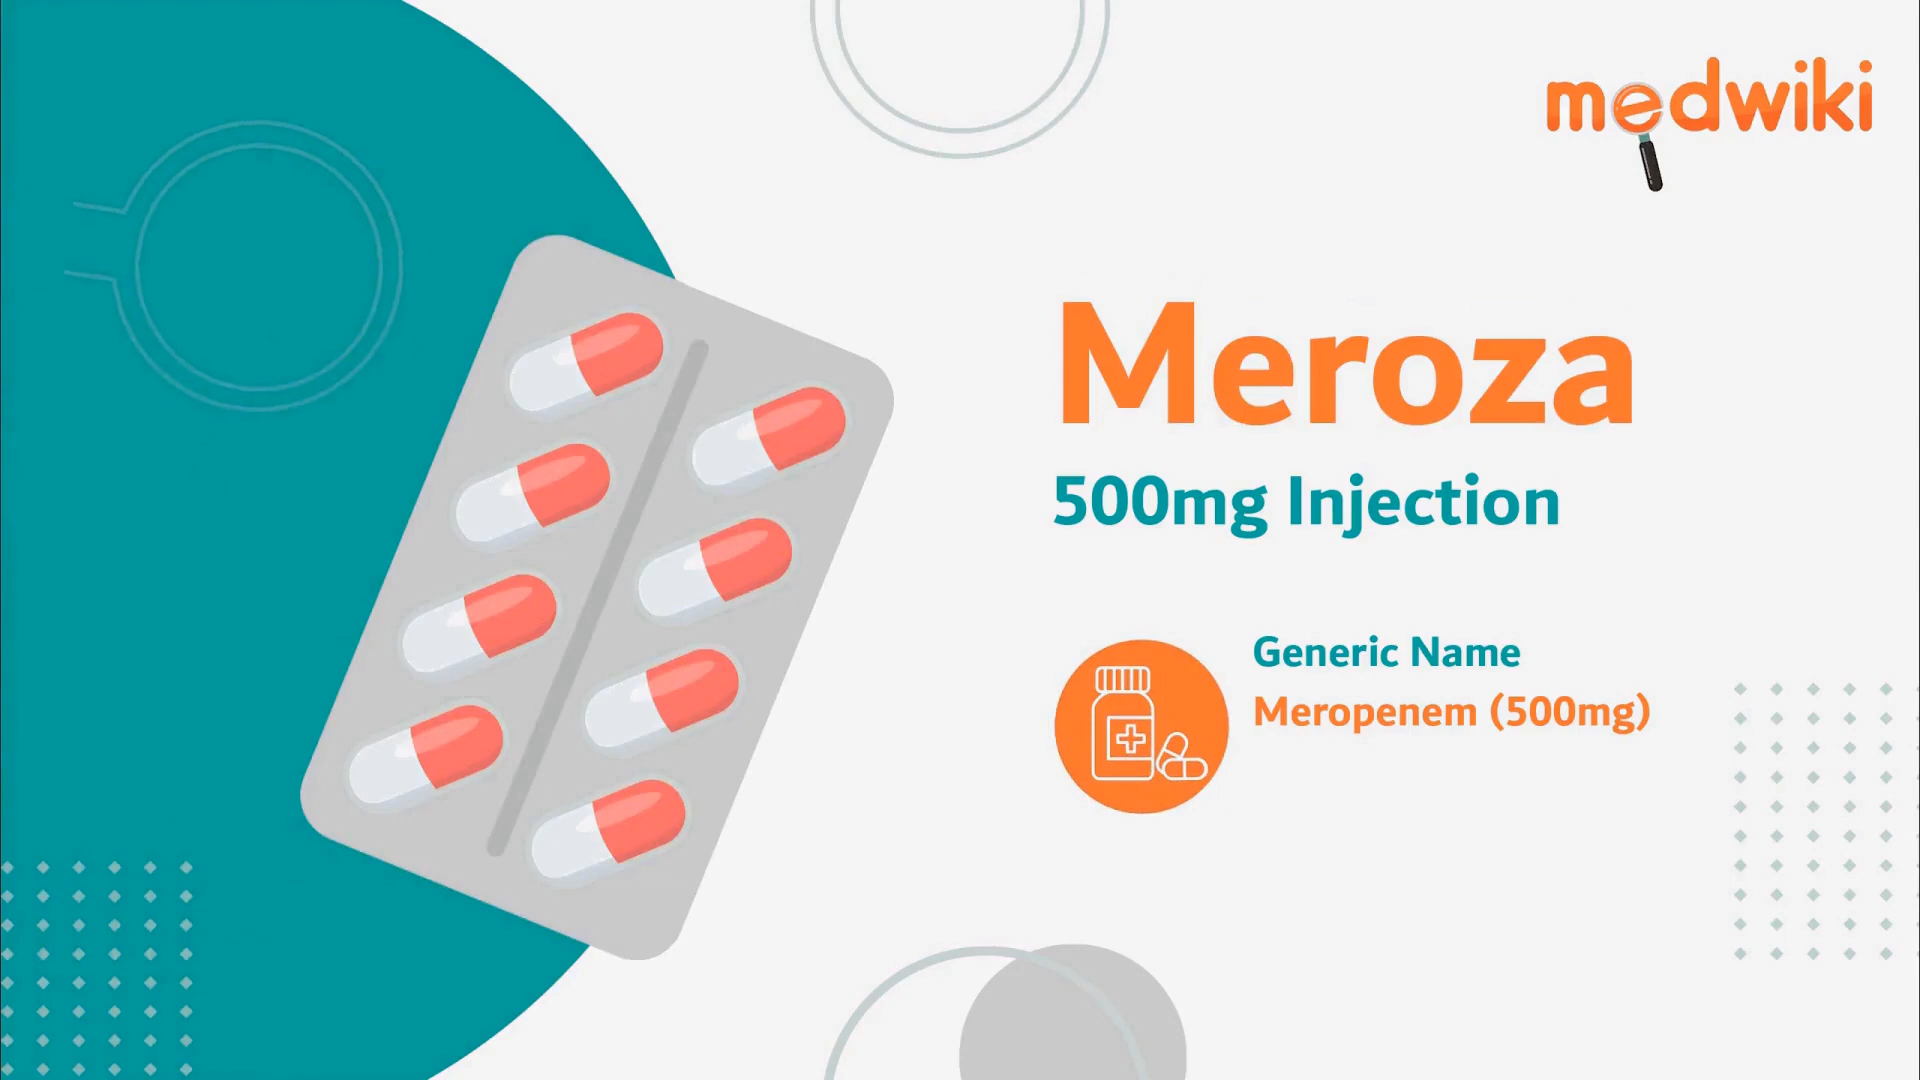 medwiki
Meroza
500mg Injection
Generic Name
Meropenem (500mg)